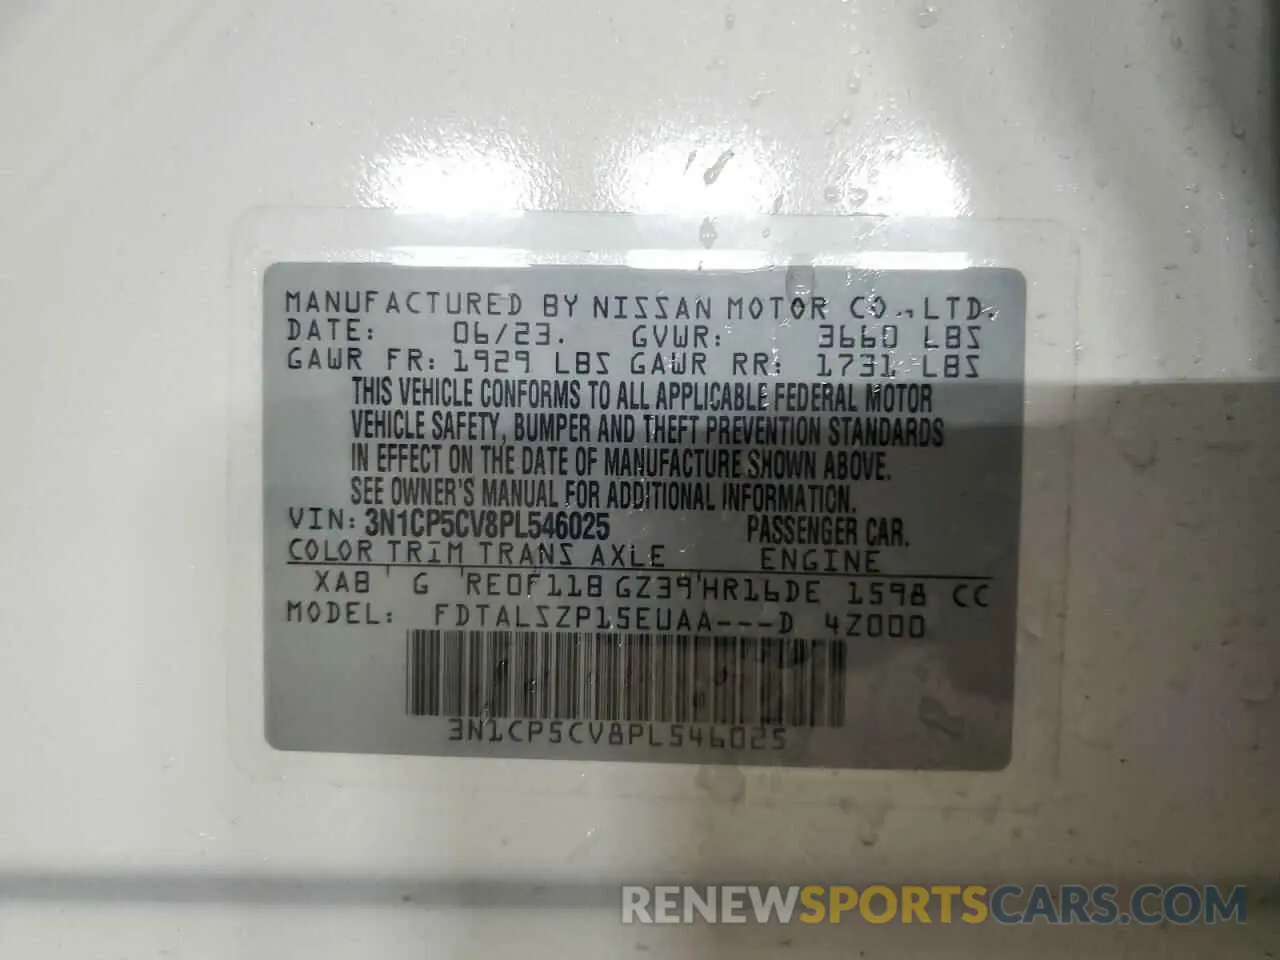 MANUFACTURED BY NISSAN MOTOR CO., LTD.
DATE: 06/23. GVWR: 3660 LBS
GAWR FR: 1929 LBS GAWR RR: 1731 LBS
THIS VEHICLE CONFORMS TO ALL APPLICABLE FEDERAL MOTOR
VEHICLE SAFETY, BUMPER AND THEFT PREVENTION STANDARDS
IN EFFECT ON THE DATE OF MANUFACTURE SHOWN ABOVE.
SEE OWNER'S MANUAL FOR ADDITIONAL INFORMATION.
VIN: 3N1CP5CV8PL546025 PASSENGER CAR.
COLOR TRIM TRANS AXLE ENGINE
XAB ' G 'RE0F11B GZ39'HR16DE 1598 CC
MODEL: FDTALSZP15EUAA---D 4Z000
3N1CP5CV8PL546025
RENEWSPORTSCARS.COM